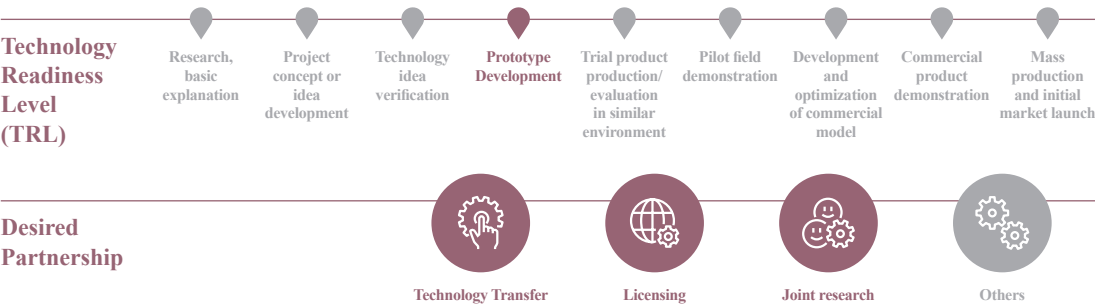 Technology
Readiness
Level
(TRL)
Research,
basic
explanation
Project
concept or
idea
development
Technology
idea
verification
Prototype
Development
Trial product
production/
evaluation
in similar
environment
Pilot field
demonstration
Development
and
optimization
of commercial
model
Commercial
product
demonstration
Mass
production
and initial
market launch
Desired
Partnership
Technology Transfer
Licensing
Joint research
Others